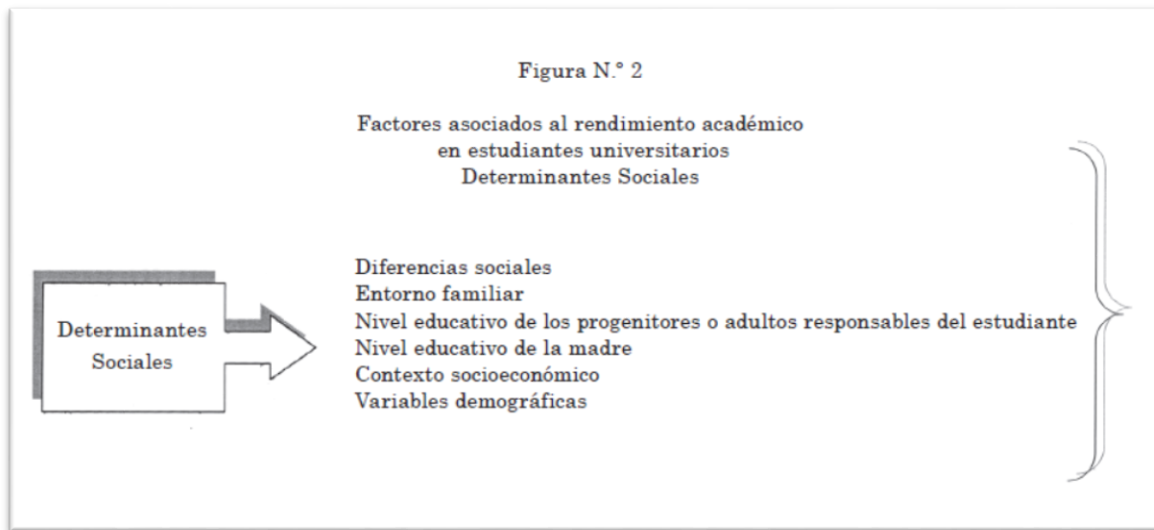 Figura N.° 2
Factores asociados al rendimiento académico
en estudiantes universitarios
Determinantes Sociales
Determinantes
Sociales
Diferencias sociales
Entorno familiar
Nivel educativo de los progenitores o adultos responsables del estudiante
Nivel educativo de la madre
Contexto socioeconómico
Variables demográficas